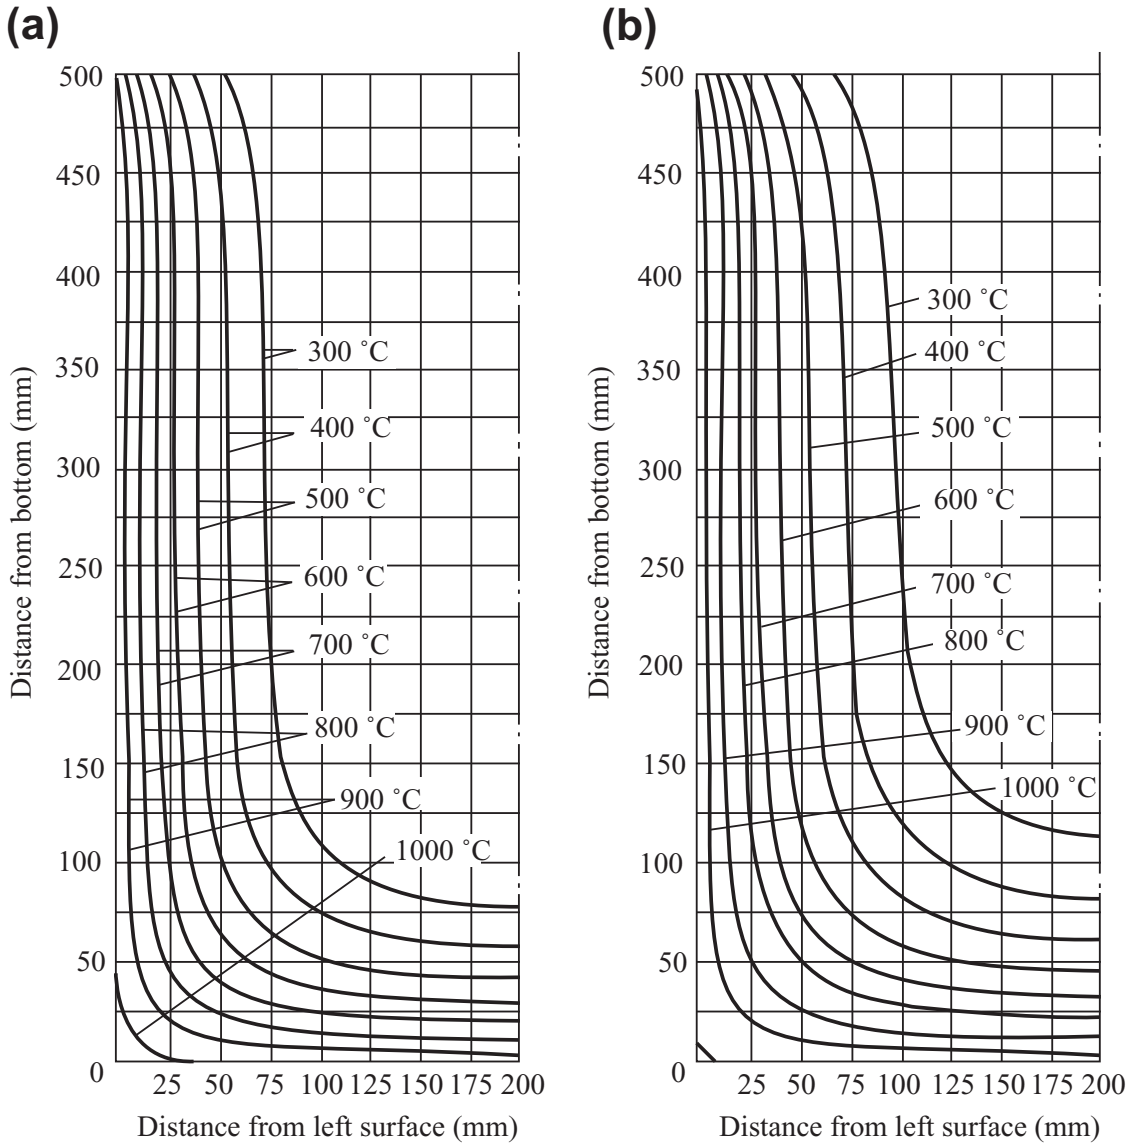 (a)
500
450
400
350
300
250
200
150
100
50
0
Distance from bottom (mm)
300 ˚C
400 ˚C
500 ˚C
600 ˚C
700 ˚C
800 ˚C
900 ˚C
1000 ˚C
25 50 75 100 125 150 175 200
Distance from left surface (mm)
(b)
500
450
400
350
300
250
200
150
100
50
0
Distance from bottom (mm)
300 ˚C
400 ˚C
500 ˚C
600 ˚C
700 ˚C
800 ˚C
900 ˚C
1000 ˚C
25 50 75 100 125 150 175 200
Distance from left surface (mm)